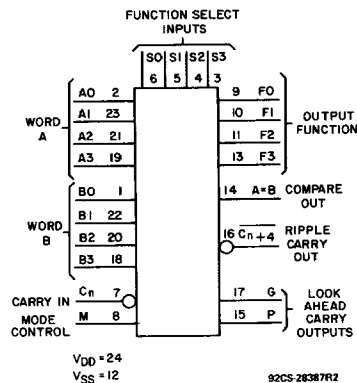 FUNCTION SELECT
INPUTS
S0 S1 S2 S3
6 5 4 3
WORD
A
A0 2
A1 23
A2 21
A3 19
WORD
B
B0 1
B1 22
B2 20
B3 18
CARRY IN
Cn 7
MODE
CONTROL
M 8
9 F0
10 F1
11 F2
13 F3
OUTPUT
FUNCTION
14 A=B
COMPARE
OUT
16 Cn+4
RIPPLE
CARRY
OUT
17 G
15 P
LOOK
AHEAD
CARRY
OUTPUTS
VDD = 24
VSS = 12
92CS-28387R2